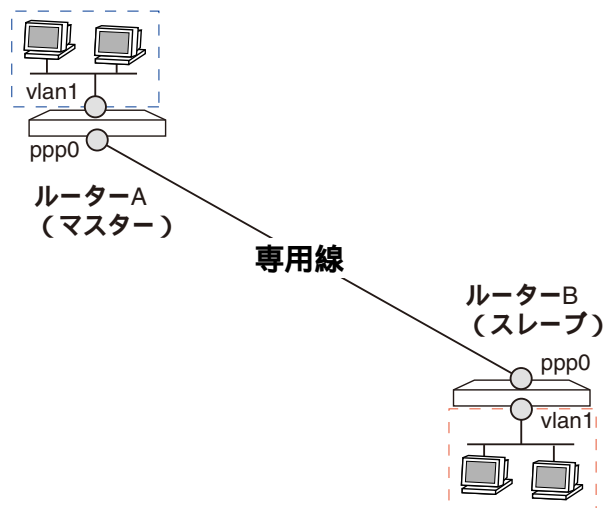 vlan1
ppp0
ルーターA
（マスター）
専用線
ルーターB
（スレーブ）
ppp0
vlan1